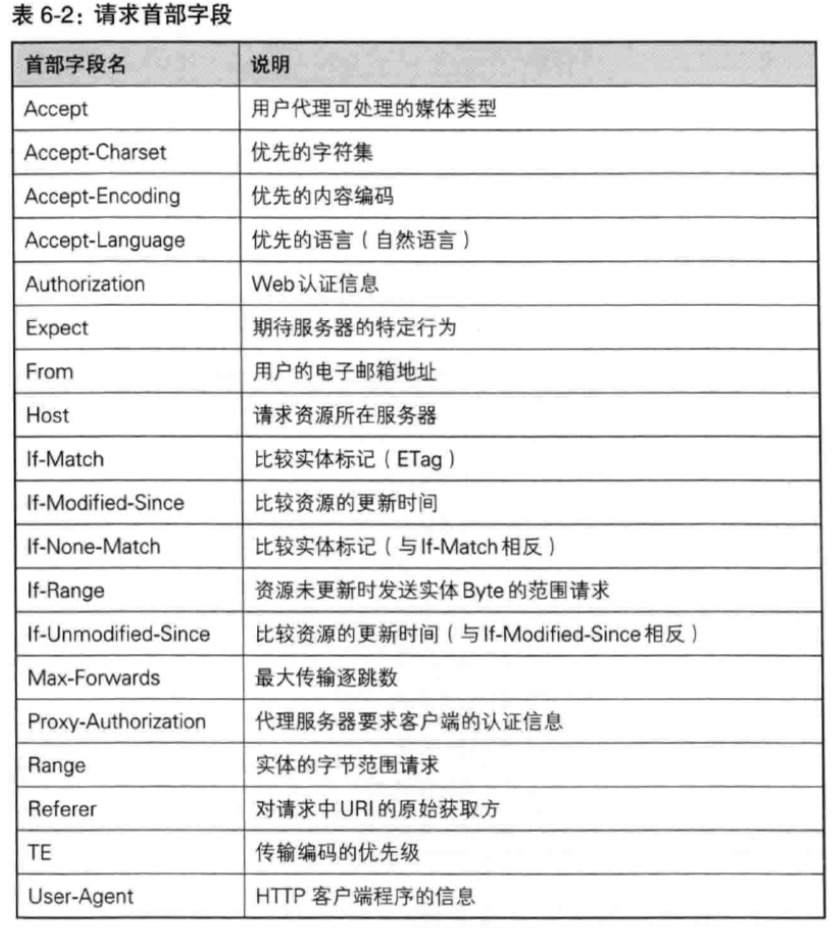 表 6-2：请求首部字段
首部字段名 说明
Accept 用户代理可处理的媒体类型
Accept-Charset 优先的字符集
Accept-Encoding 优先的内容编码
Accept-Language 优先的语言（自然语言）
Authorization Web认证信息
Expect 期待服务器的特定行为
From 用户的电子邮箱地址
Host 请求资源所在服务器
If-Match 比较实体标记（ETag）
If-Modified-Since 比较资源的更新时间
If-None-Match 比较实体标记（与If-Match相反）
If-Range 资源未更新时发送实体Byte的范围请求
If-Unmodified-Since 比较资源的更新时间（与If-Modified-Since相反）
Max-Forwards 最大传输逐跳数
Proxy-Authorization 代理服务器要求客户端的认证信息
Range 实体的字节范围请求
Referer 对请求中URI的原始获取方
TE 传输编码的优先级
User-Agent HTTP 客户端程序的信息